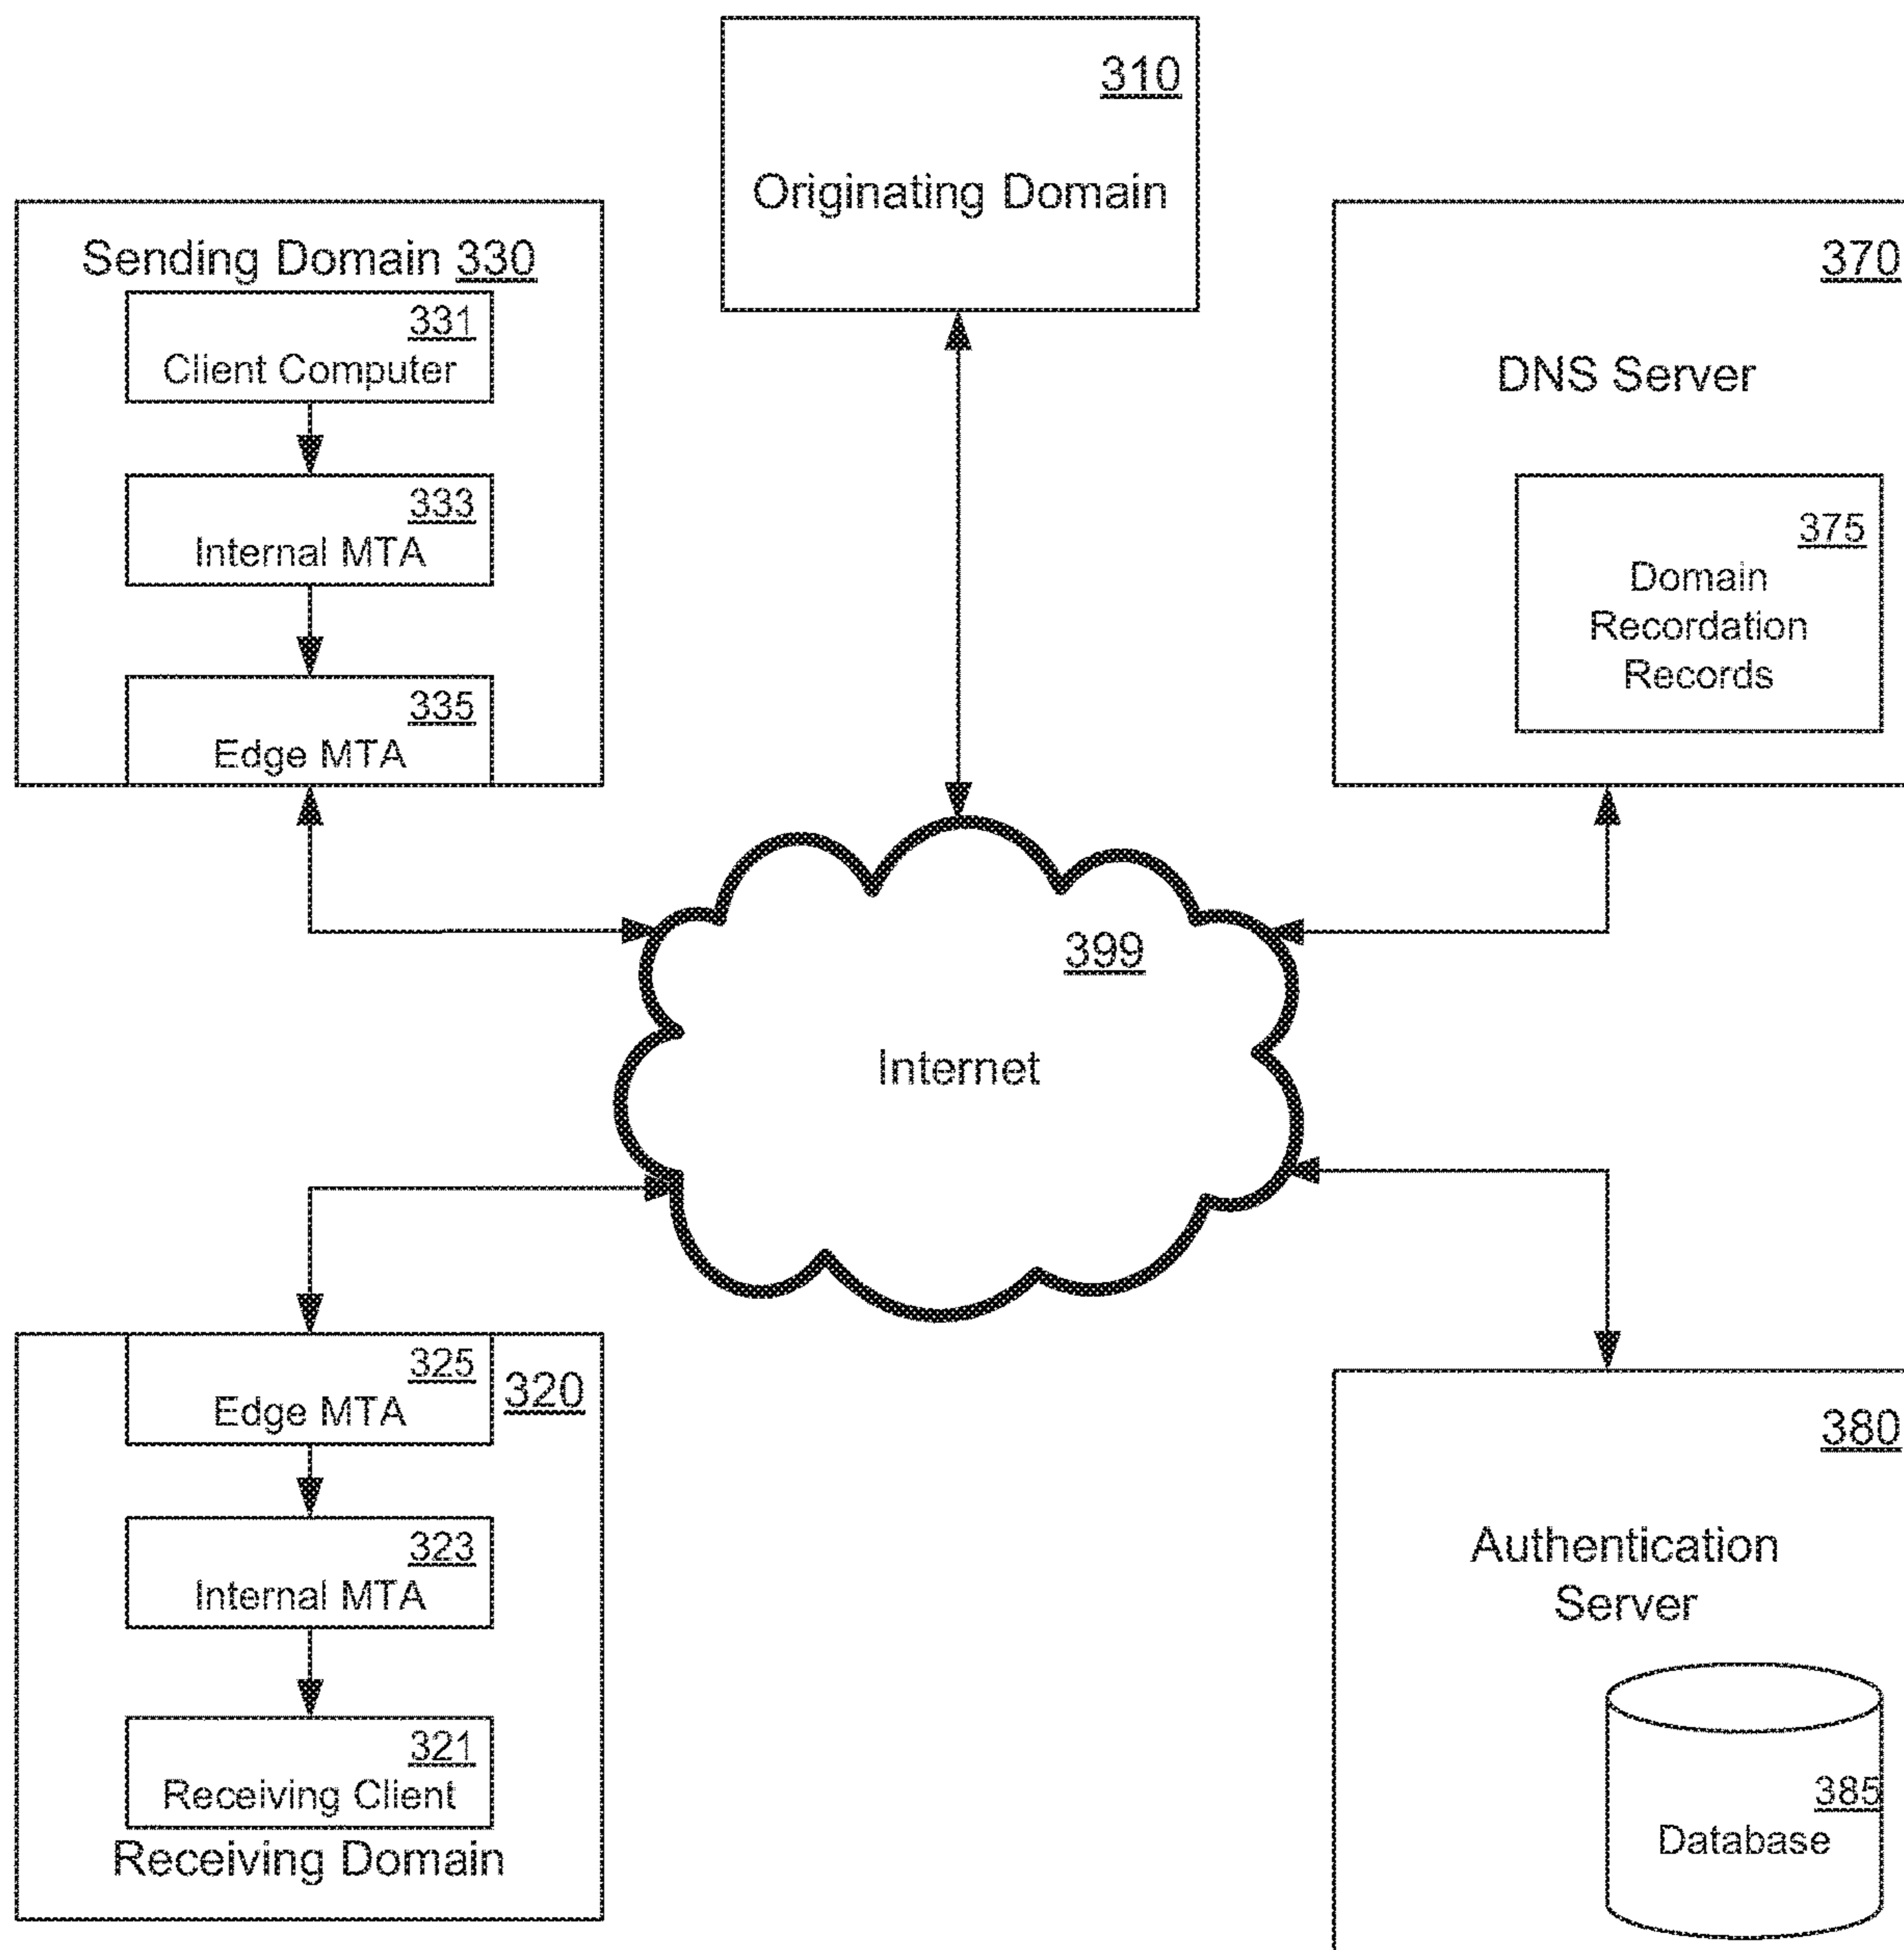 310
Originating Domain
Sending Domain 330
331
Client Computer
333
Internal MTA
335
Edge MTA
370
DNS Server
375
Domain
Recordation
Records
399
Internet
325
Edge MTA
320
323
Internal MTA
321
Receiving Client
Receiving Domain
380
Authentication
Server
385
Database